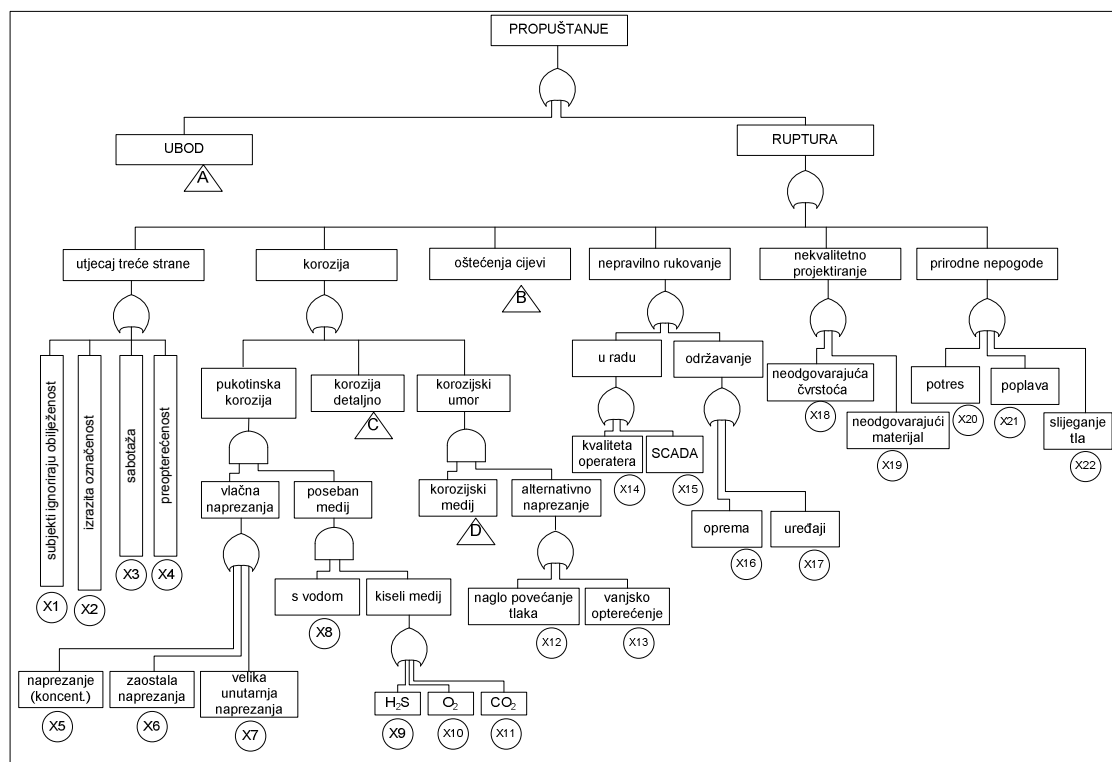 PROPUŠTANJE
UBOD
A
RUPTURA
utjecaj treće strane
korozija
oštećenja cijevi
B
nepravilno rukovanje
nekvalitetno
projektiranje
prirodne nepogode
subjekti ignoriraju obilježenost
X1
izrazita označenost
X2
sabotaža
X3
preopterećenost
X4
pukotinska
korozija
korozija
detaljno
C
korozijski
umor
u radu
održavanje
neodgovarajuća
čvrstoća
X18
neodgovarajući
materijal
X19
potres
X20
poplava
X21
slijeganje
tla
X22
kvaliteta
operatera
X14
SCADA
X15
oprema
X16
uređaji
X17
vlačna
naprezanja
poseban
medij
korozijski
medij
D
alternativno
naprezanje
s vodom
X8
kiseli medij
naglo povećanje
tlaka
X12
vanjsko
opterećenje
X13
naprezanje
(koncent.)
X5
zaostala
naprezanja
X6
velika
unutarnja
naprezanja
X7
H₂S
X9
O₂
X10
CO₂
X11